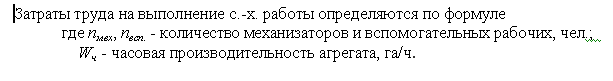 Затраты труда на выполнение с.-х. работы определяются по формуле
где nмех, nвсп. - количество механизаторов и вспомогательных рабочих, чел.;
Wч - часовая производительность агрегата, га/ч.